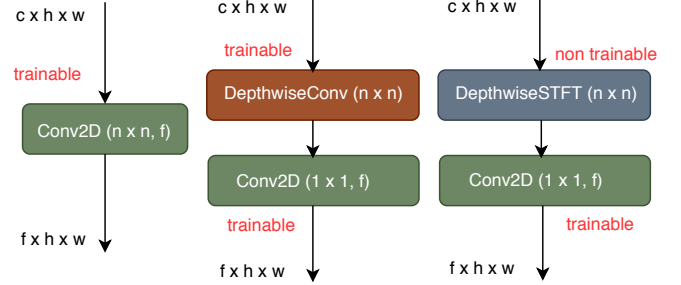 c x h x w
trainable
Conv2D (n x n, f)
f x h x w
c x h x w
trainable
DepthwiseConv (n x n)
Conv2D (1 x 1, f)
trainable
f x h x w
c x h x w
non trainable
DepthwiseSTFT (n x n)
Conv2D (1 x 1, f)
trainable
f x h x w